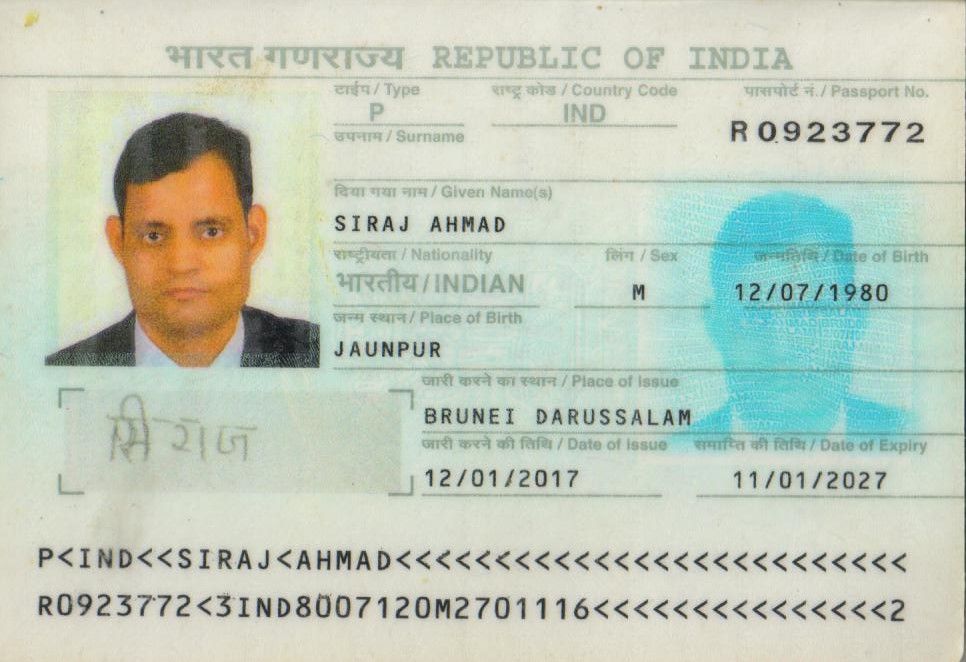 भारत गणराज्य REPUBLIC OF INDIA
टाईप / Type राष्ट्र कोड / Country Code पासपोर्ट नं. / Passport No.
P IND R0923772
उपनाम / Surname
दिया गया नाम / Given Name(s)
SIRAJ AHMAD
राष्ट्रीयता / Nationality लिंग / Sex जन्मतिथि / Date of Birth
भारतीय / INDIAN M 12/07/1980
जन्म स्थान / Place of Birth
JAUNPUR
जारी करने का स्थान / Place of Issue
BRUNEI DARUSSALAM
जारी करने की तिथि / Date of Issue समाप्ति की तिथि / Date of Expiry
12/01/2017 11/01/2027
सिराज
P<IND<<SIRAJ<AHMAD<<<<<<<<<<<<<<<<<<<<<<<<<<
R0923772<3IND8007120M2701116<<<<<<<<<<<<<<<2